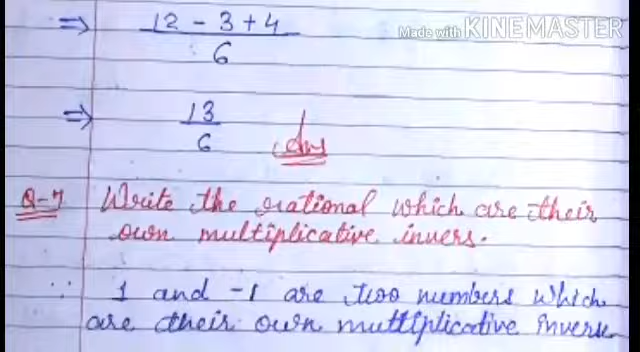 ⇒ 12 - 3 + 4
6
Made with KINEMASTER
⇒ 13
6
Ans
Q-7 Write the rational which are their
own multiplicative invers.
∵ 1 and -1 are two numbers which
are their own multiplicative inverse